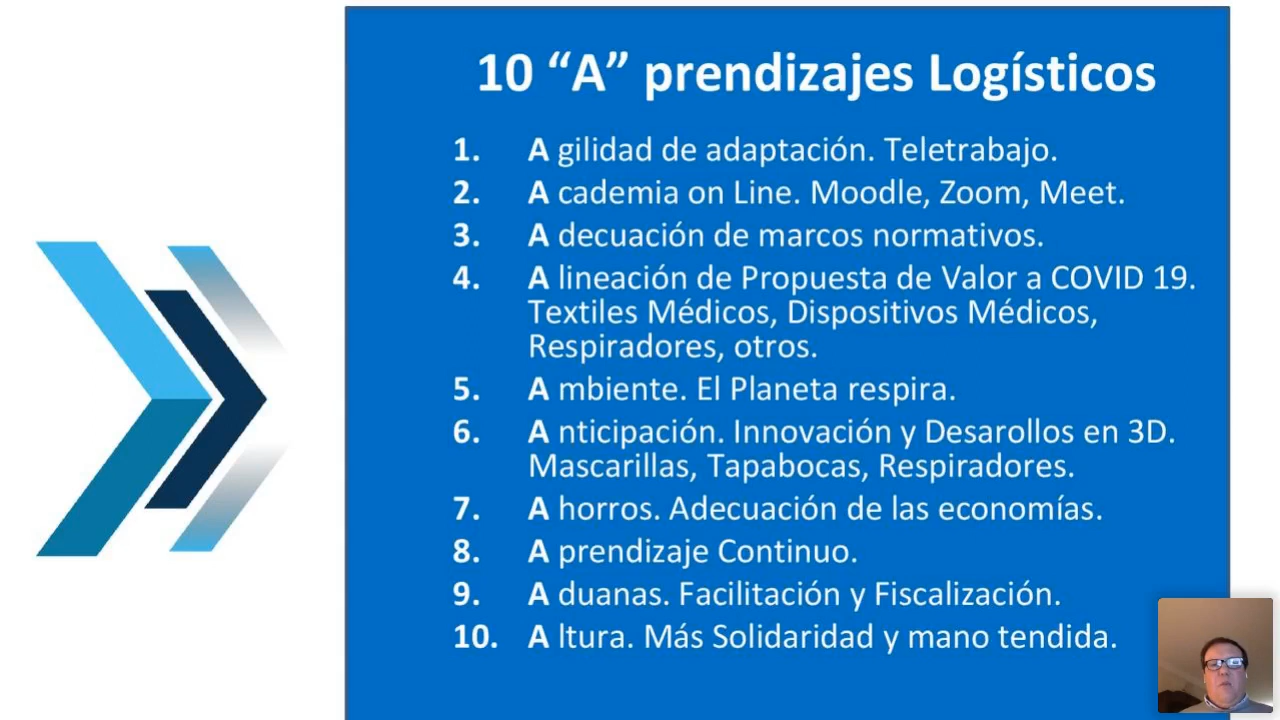 10 “A” prendizajes Logísticos
1. A gilidad de adaptación. Teletrabajo.
2. A cademia on Line. Moodle, Zoom, Meet.
3. A decuación de marcos normativos.
4. A lineación de Propuesta de Valor a COVID 19.
Textiles Médicos, Dispositivos Médicos,
Respiradores, otros.
5. A mbiente. El Planeta respira.
6. A nticipación. Innovación y Desarollos en 3D.
Mascarillas, Tapabocas, Respiradores.
7. A horros. Adecuación de las economías.
8. A prendizaje Continuo.
9. A duanas. Facilitación y Fiscalización.
10. A ltura. Más Solidaridad y mano tendida.